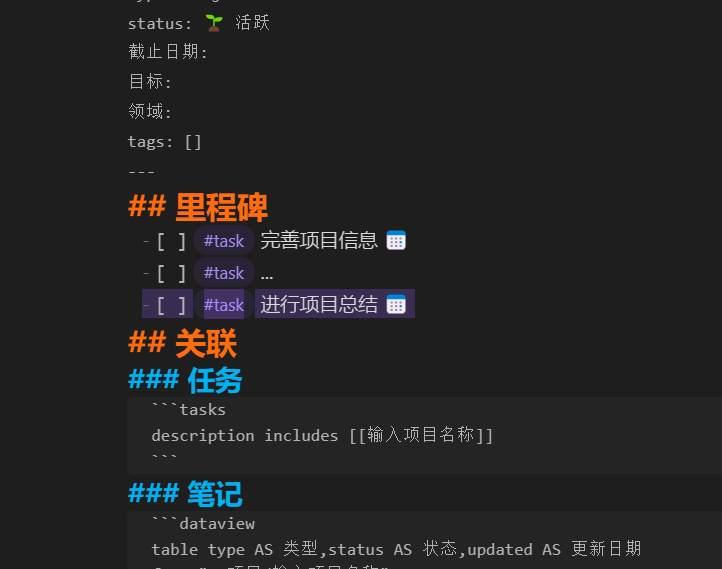 status: 🌱 活跃
截止日期:
目标:
领域:
tags: []
---
## 里程碑
- [ ] #task 完善项目信息 📅
- [ ] #task ...
- [ ] #task 进行项目总结 📅
## 关联
### 任务
```tasks
description includes [[输入项目名称]]
```
### 笔记
```dataview
table type AS 类型,status AS 状态,updated AS 更新日期